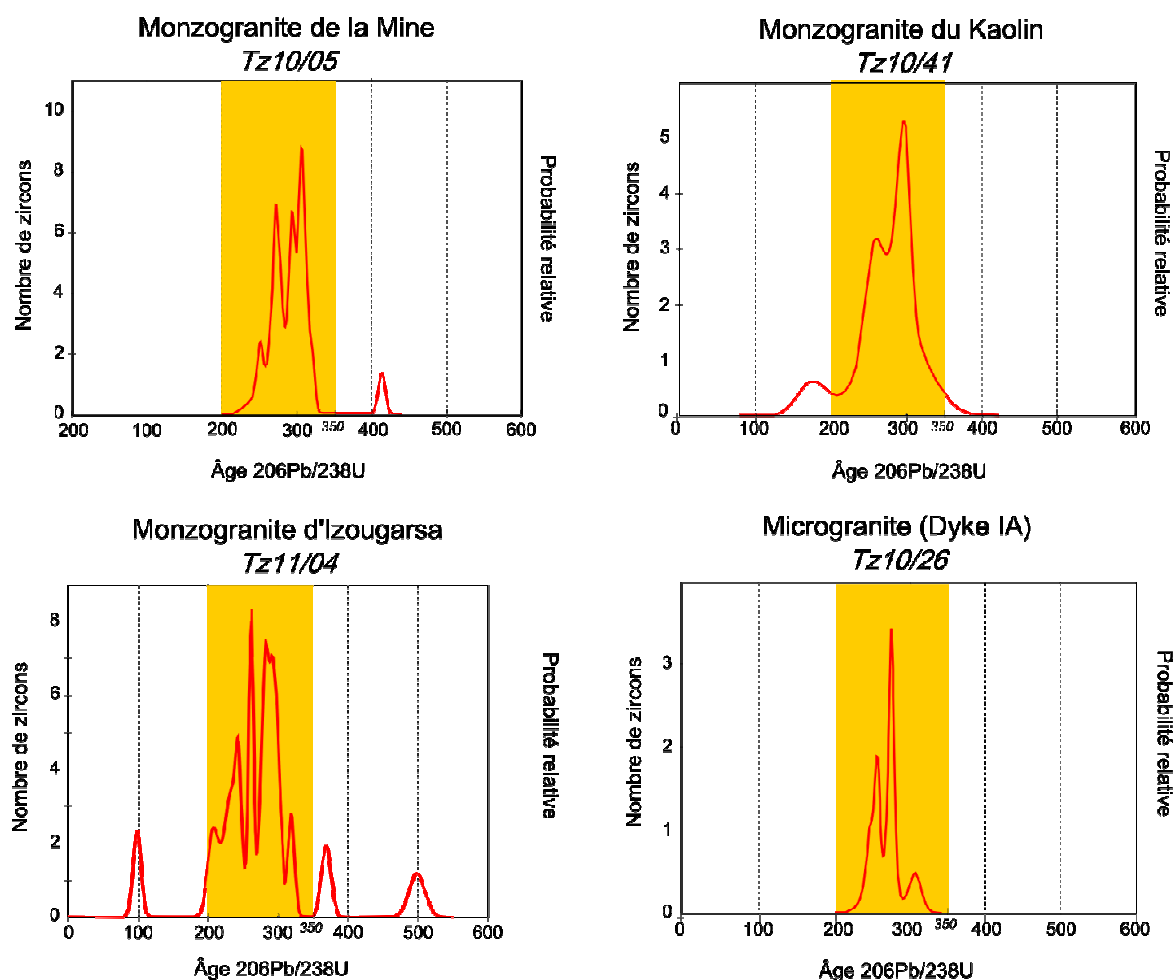 Monzogranite de la Mine
Tz10/05
Nombre de zircons
10
8
6
4
2
0
200 100 200 300 350 400 500 600
Âge 206Pb/238U
Probabilité relative
Monzogranite du Kaolin
Tz10/41
Nombre de zircons
5
4
3
2
1
0
0 100 200 300 350 400 500 600
Âge 206Pb/238U
Probabilité relative
Monzogranite d'Izougarsa
Tz11/04
Nombre de zircons
8
6
4
2
0
0 100 200 300 350 400 500 600
Âge 206Pb/238U
Probabilité relative
Microgranite (Dyke IA)
Tz10/26
Nombre de zircons
3
2
1
0
0 100 200 300 350 400 500 600
Âge 206Pb/238U
Probabilité relative